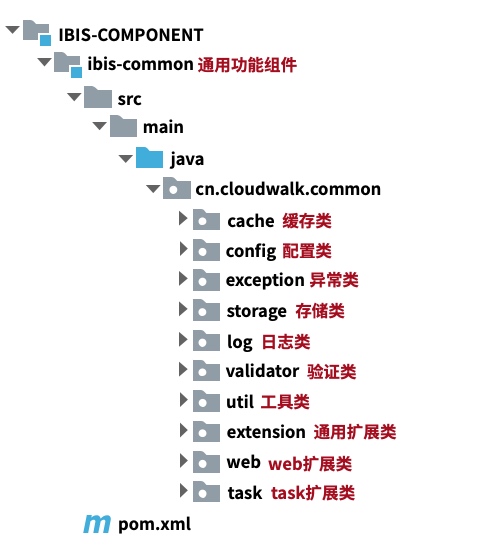 IBIS-COMPONENT
ibis-common 通用功能组件
src
main
java
cn.cloudwalk.common
cache 缓存类
config 配置类
exception 异常类
storage 存储类
log 日志类
validator 验证类
util 工具类
extension 通用扩展类
web web扩展类
task task扩展类
m pom.xml